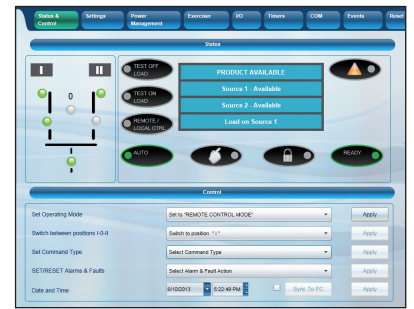 Status & Control Settings Power Management Exerciser I/O Timers COM Events Reset
Status
I II
0
TEST OFF LOAD
TEST ON LOAD
REMOTE / LOCAL CTRL
AUTO
PRODUCT AVAILABLE
Source 1 - Available
Source 2 - Available
Load on Source 1
READY
Control
Set Operating Mode Set to "REMOTE CONTROL MODE" Apply
Switch between positions I-0-II Switch to position "I" Apply
Set Command Type Select Command Type Apply
SET/RESET Alarms & Faults Select Alarm & Fault Action Apply
Date and Time 6/10/2013 5:22:49 PM Sync To PC Apply